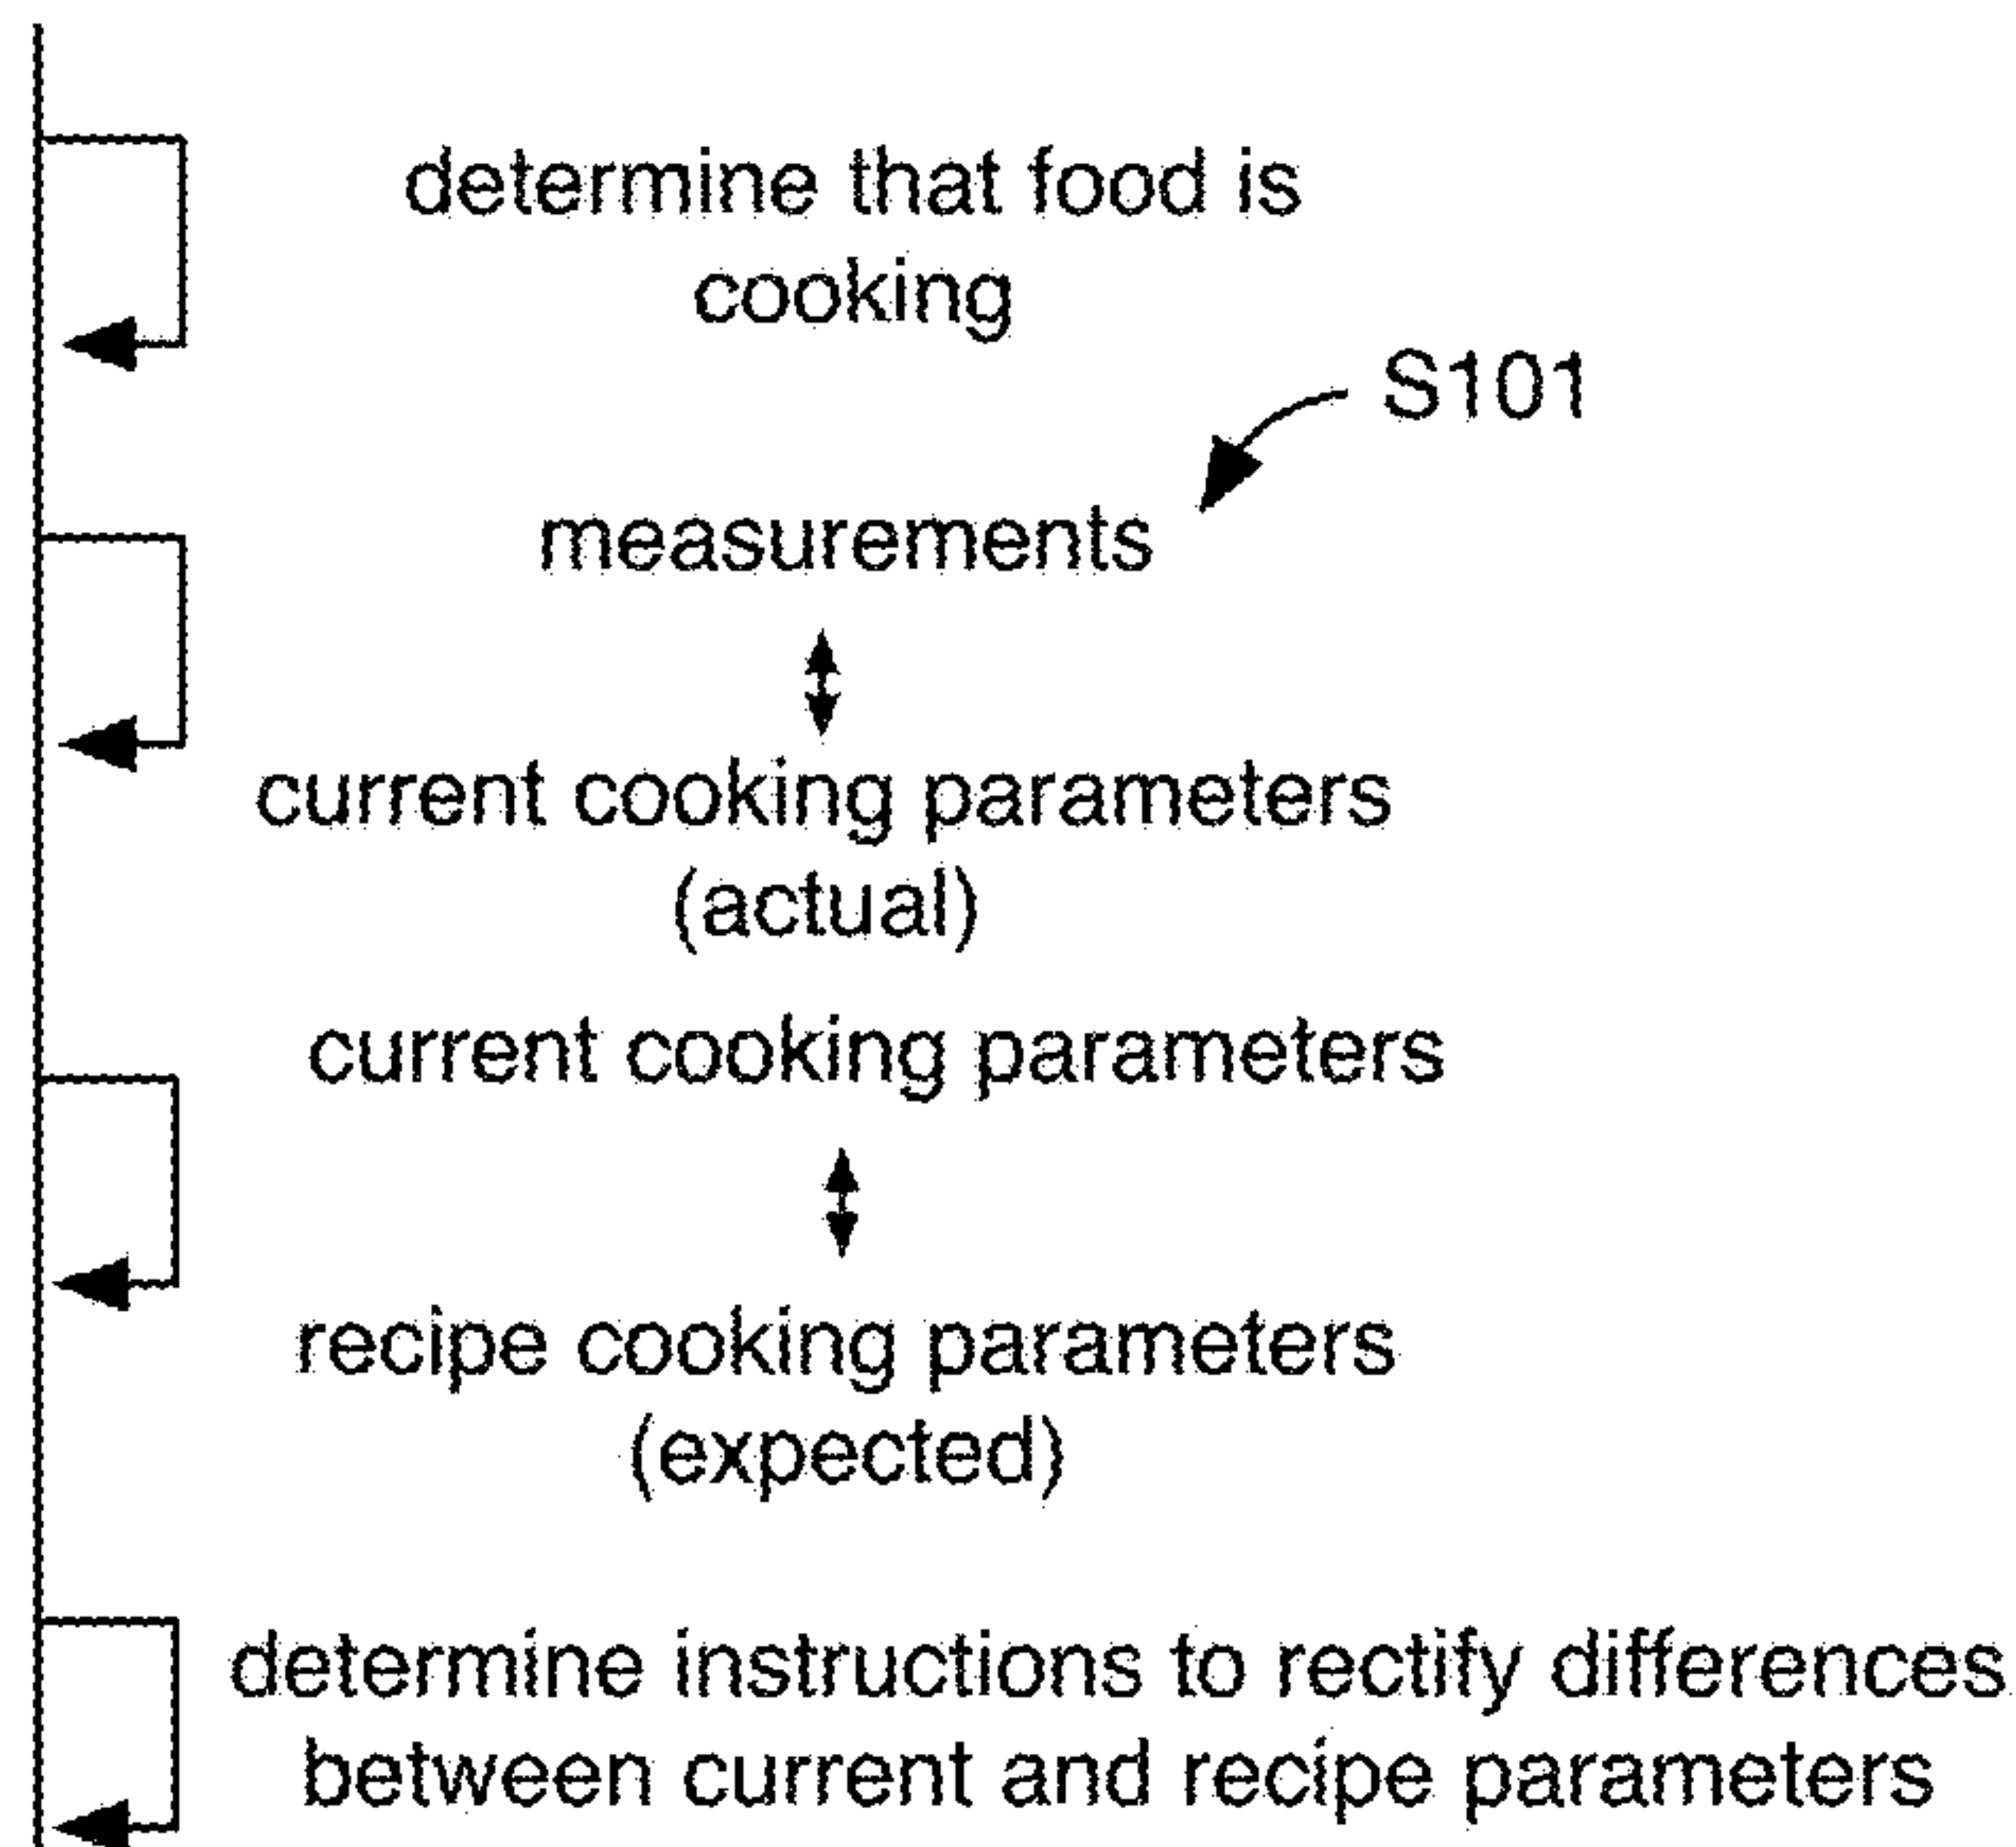 determine that food is
cooking
S101
measurements
current cooking parameters
(actual)
current cooking parameters
recipe cooking parameters
(expected)
determine instructions to rectify differences
between current and recipe parameters